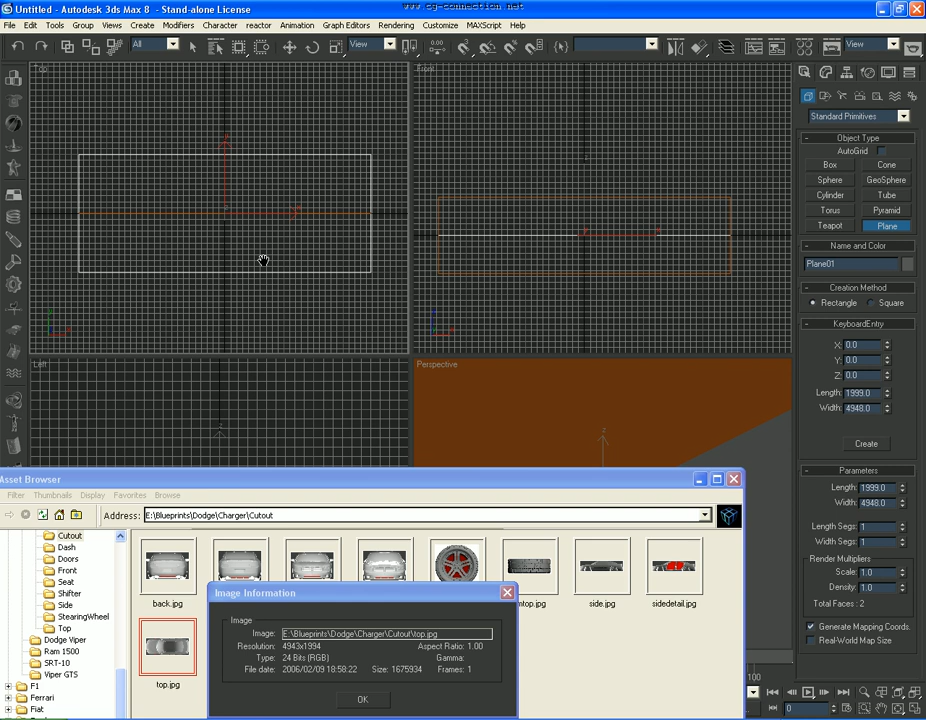 Untitled - Autodesk 3ds Max 8 - Stand-alone License
www.cg-connection.net
File Edit Tools Group Views Create Modifiers Character reactor Animation Graph Editors Rendering Customize MAXScript Help
All View View
Top
Front
Left
Perspective
Standard Primitives
Object Type
AutoGrid
Box Cone
Sphere GeoSphere
Cylinder Tube
Torus Pyramid
Teapot Plane
Name and Color
Plane01
Creation Method
Rectangle Square
KeyboardEntry
X: 0.0
Y: 0.0
Z: 0.0
Length: 1999.0
Width: 4948.0
Create
Parameters
Length: 1999.0
Width: 4948.0
Length Segs: 1
Width Segs: 1
Render Multipliers
Scale: 1.0
Density: 1.0
Total Faces : 2
Generate Mapping Coords.
Real-World Map Size
Asset Browser
Filter Thumbnails Display Favorites Browse
Address: E:\Blueprints\Dodge\Charger\Cutout
Cutout
Dash
Doors
Front
Seat
Shifter
Side
SteeringWheel
Top
Dodge Viper
Ram 1500
SRT-10
Viper GTS
F1
Ferrari
Fiat
back.jpg
side.jpg
sidedetail.jpg
top.jpg
Image Information
Image
Image: E:\Blueprints\Dodge\Charger\Cutout\top.jpg
Resolution: 4943x1994 Aspect Ratio: 1.00
Type: 24 Bits (RGB) Gamma:
File date: 2006/02/09 18:58:22 Size: 1675934 Frames: 1
OK
100
0